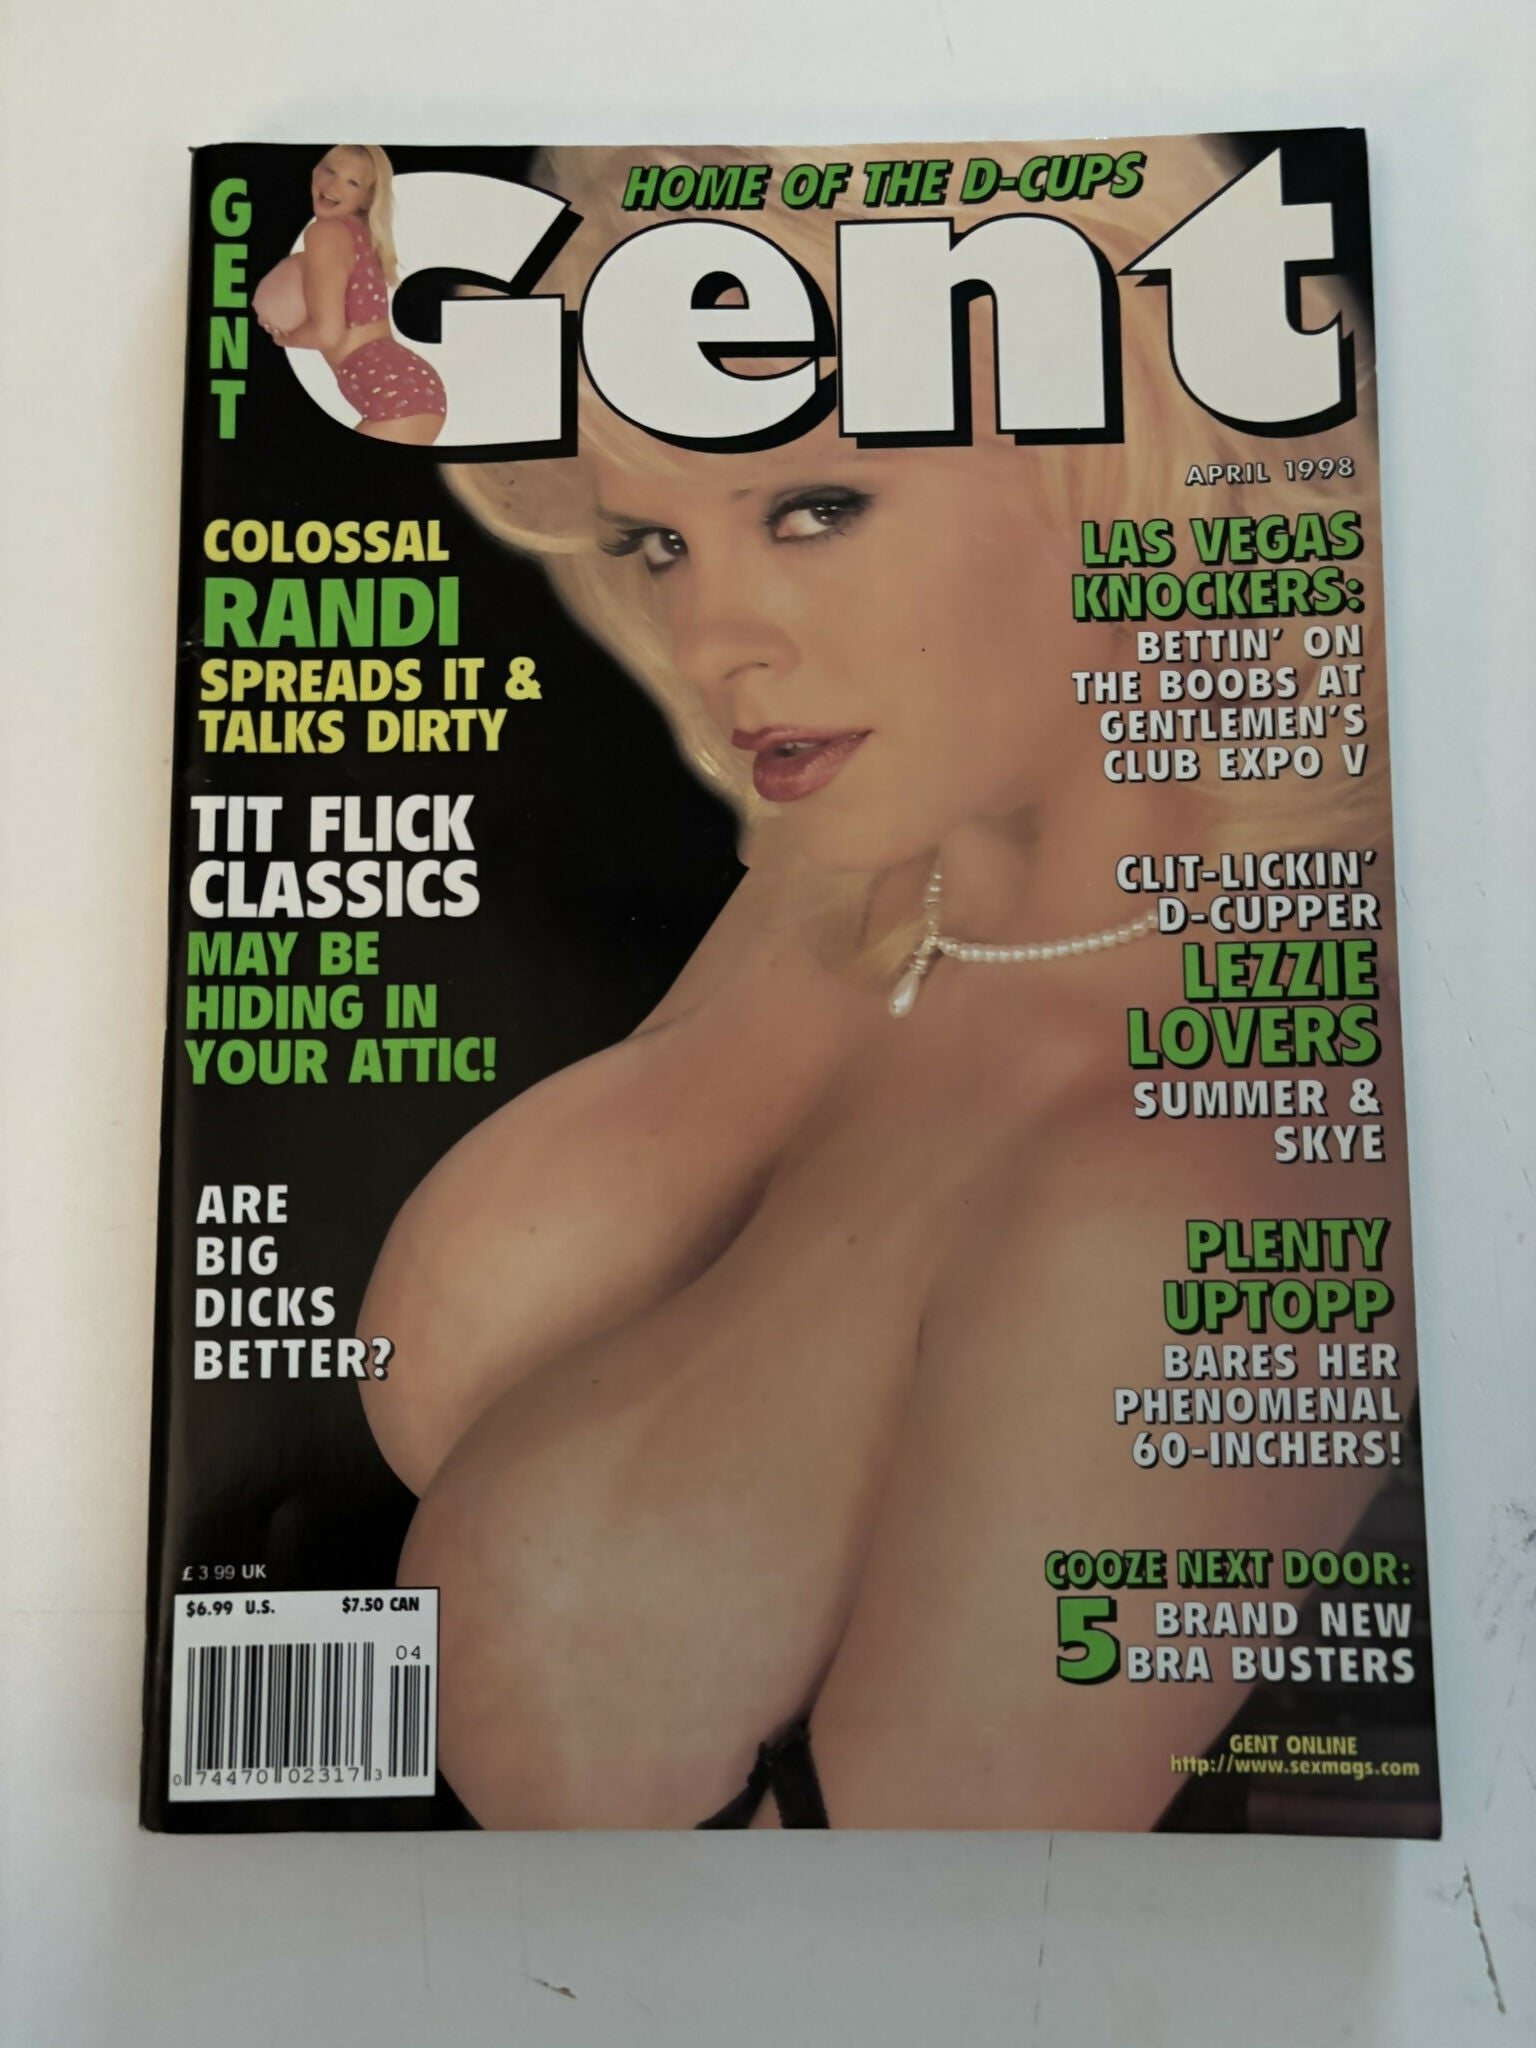 HOME OF THE D-CUPS
GENT
Gent
APRIL 1998
COLOSSAL
RANDI
SPREADS IT &
TALKS DIRTY
TIT FLICK
CLASSICS
MAY BE
HIDING IN
YOUR ATTIC!
ARE
BIG
DICKS
BETTER?
£ 3.99 UK
$6.99 U.S. $7.50 CAN
04
0 74470 02317 3
LAS VEGAS
KNOCKERS:
BETTIN' ON
THE BOOBS AT
GENTLEMEN'S
CLUB EXPO V
CLIT-LICKIN'
D-CUPPER
LEZZIE
LOVERS
SUMMER &
SKYE
PLENTY
UPTOPP
BARES HER
PHENOMENAL
60-INCHERS!
COOZE NEXT DOOR:
5 BRAND NEW
BRA BUSTERS
GENT ONLINE
http://www.sexmags.com